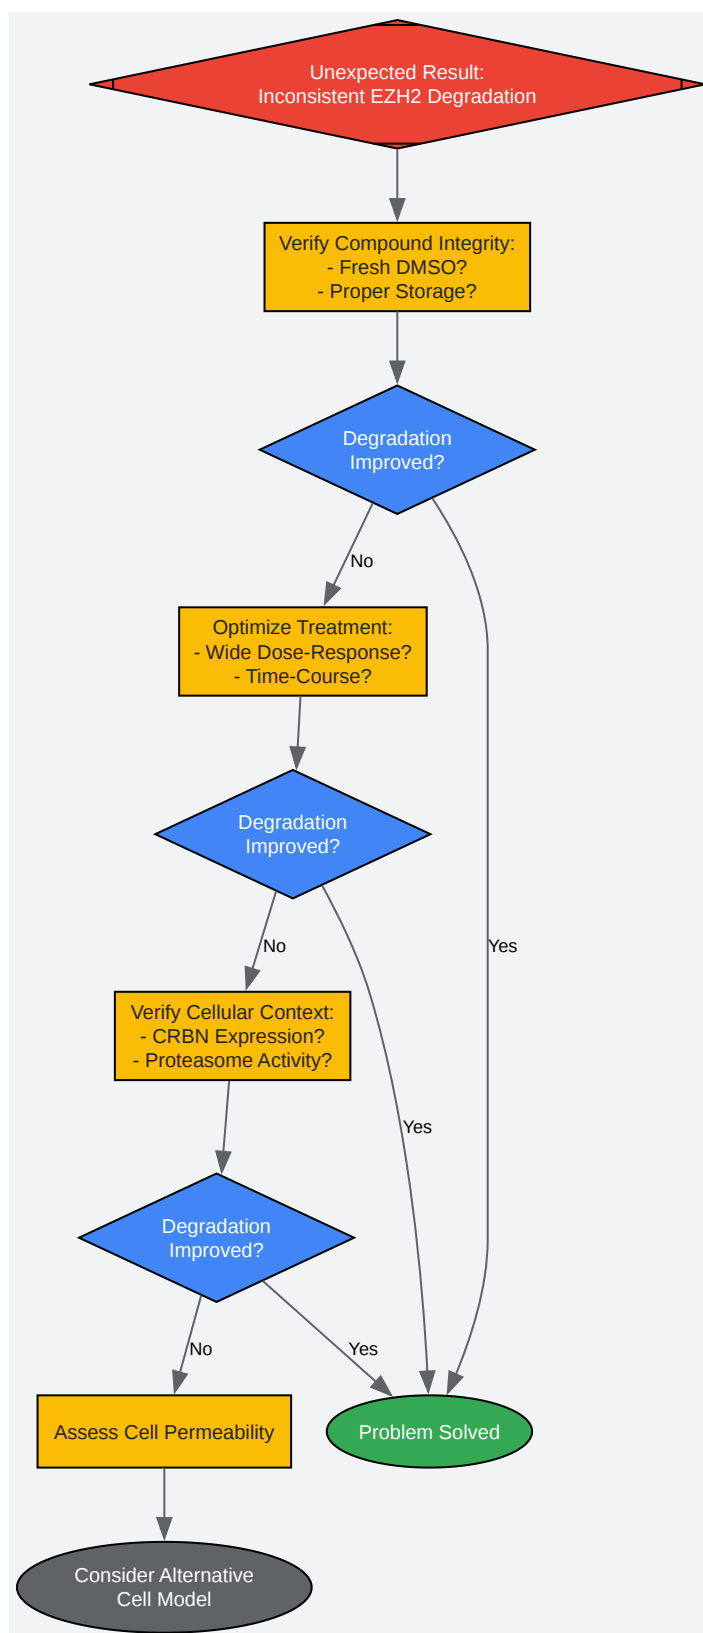 Unexpected Result:
Inconsistent EZH2 Degradation
Verify Compound Integrity:
- Fresh DMSO?
- Proper Storage?
Degradation
Improved?
No
Optimize Treatment:
- Wide Dose-Response?
- Time-Course?
Degradation
Improved?
No
Yes
Verify Cellular Context:
- CRBN Expression?
- Proteasome Activity?
Yes
Degradation
Improved?
No
Yes
Assess Cell Permeability
Problem Solved
Consider Alternative
Cell Model